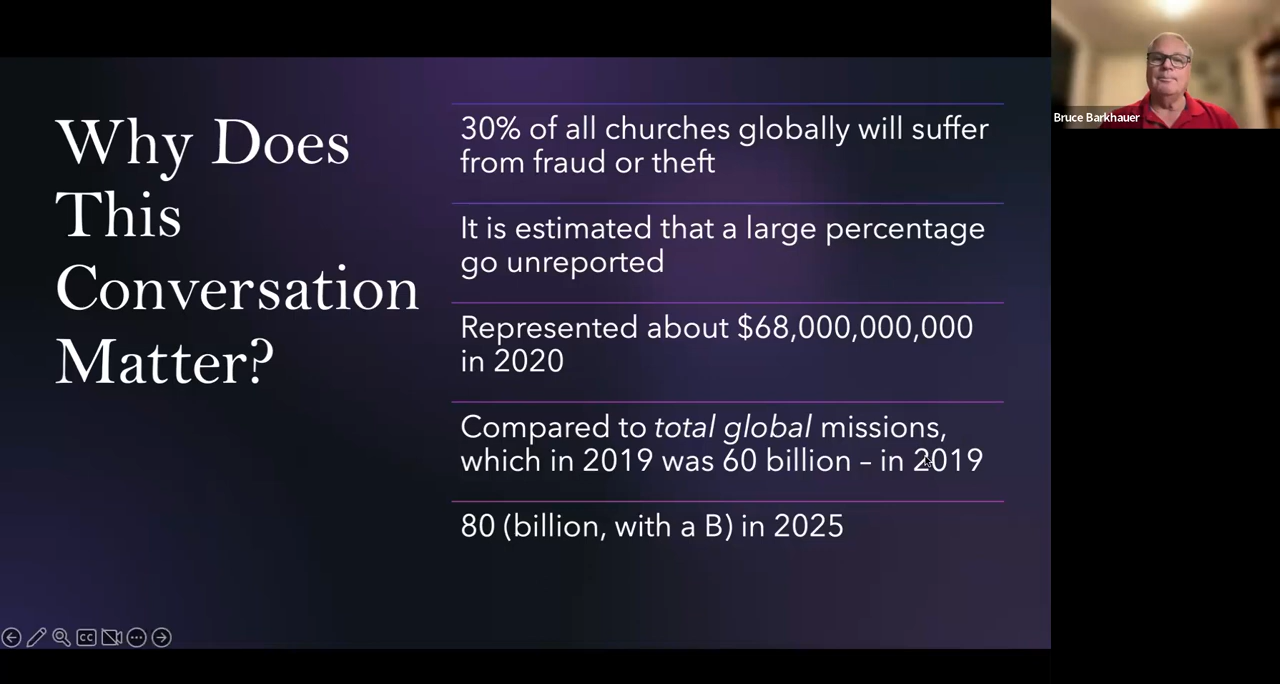 Why Does
This
Conversation
Matter?
30% of all churches globally will suffer
from fraud or theft
It is estimated that a large percentage
go unreported
Represented about $68,000,000,000
in 2020
Compared to total global missions,
which in 2019 was 60 billion – in 2019
80 (billion, with a B) in 2025
Bruce Barkhauer
CC